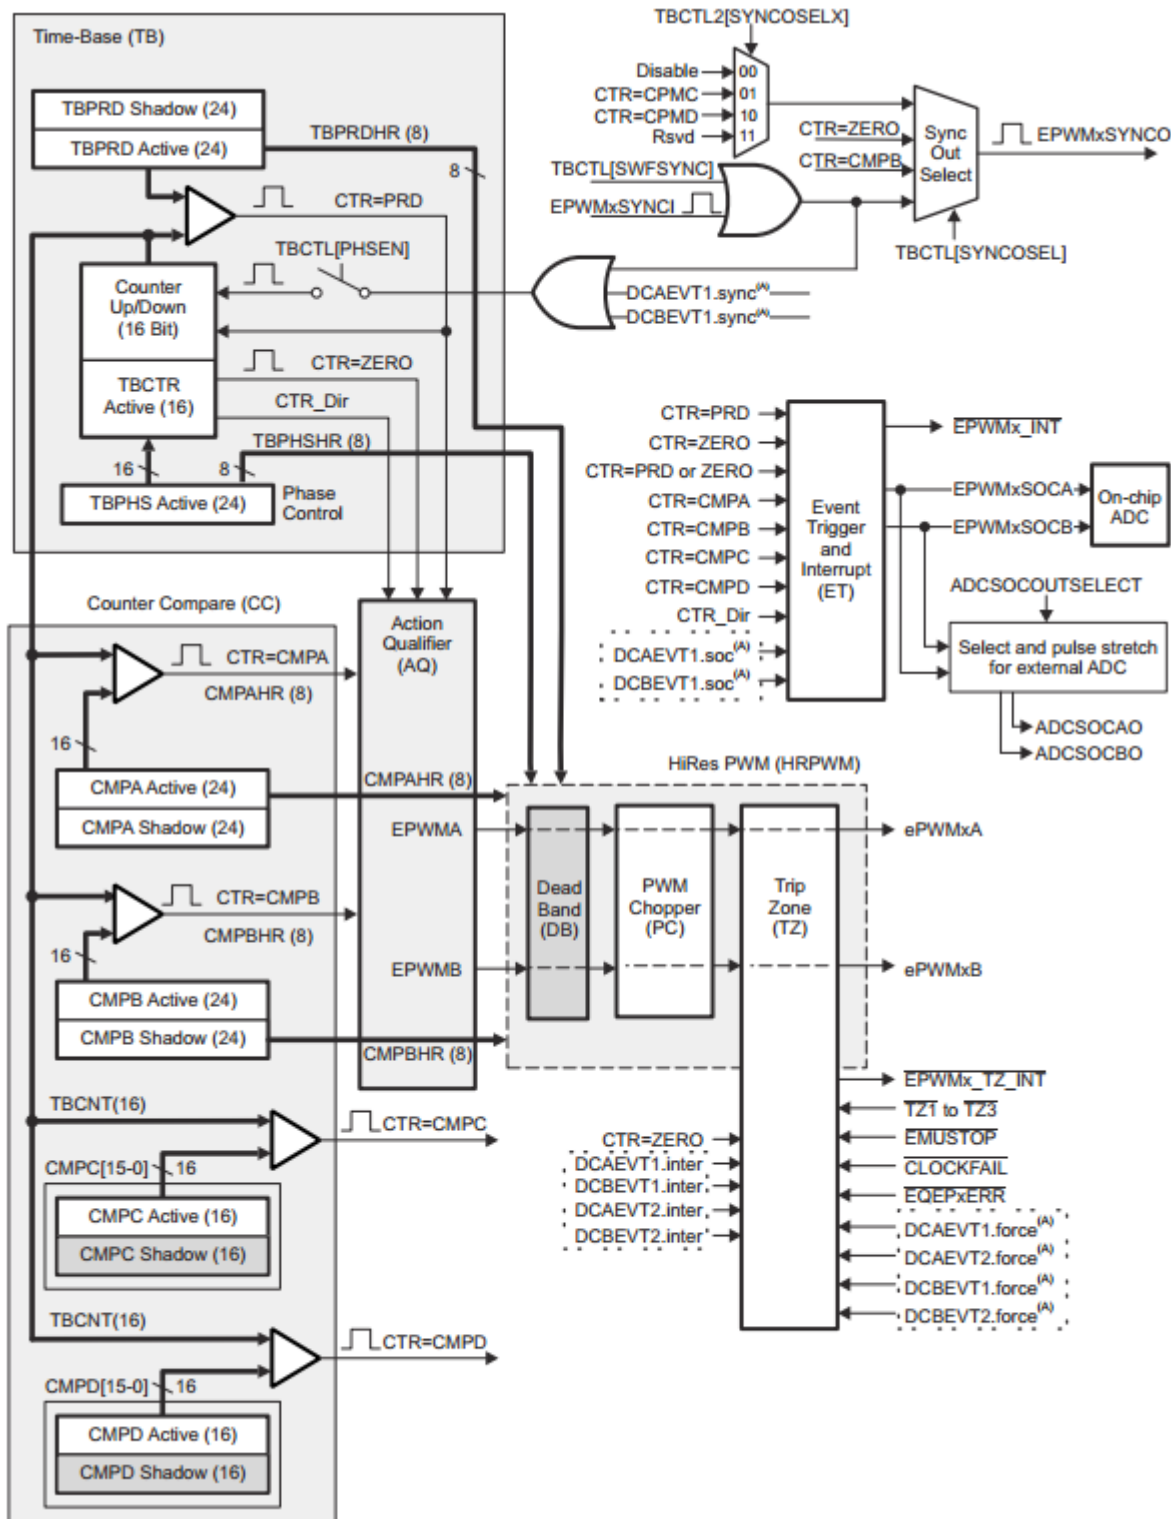 TBCTL2[SYNCOSELX]
Time-Base (TB)
Disable
00
CTR=CPMC
01
CTR=CPMD
10
Rsvd
11
TBPRD Shadow (24)
TBPRD Active (24)
TBPRDHR (8)
8
CTR=ZERO
CTR=CMPB
Sync
Out
Select
EPWMxSYNCO
TBCTL[SWFSYNC]
EPWMxSYNCI
TBCTL[SYNCOSEL]
CTR=PRD
TBCTL[PHSEN]
Counter
Up/Down
(16 Bit)
DCAEVT1.sync(A)
DCBEVT1.sync(A)
CTR=ZERO
TBCTR
Active (16)
CTR_Dir
TBPHSHR (8)
16
8
TBPHS Active (24)
Phase
Control
CTR=PRD
CTR=ZERO
CTR=PRD or ZERO
CTR=CMPA
CTR=CMPB
CTR=CMPC
CTR=CMPD
CTR_Dir
DCAEVT1.soc(A)
DCBEVT1.soc(A)
Event
Trigger
and
Interrupt
(ET)
EPWMx_INT
EPWMxSOCA
EPWMxSOCB
On-chip
ADC
ADCSOCOUTSELECT
Select and pulse stretch
for external ADC
ADCSOCAO
ADCSOCBO
Counter Compare (CC)
Action
Qualifier
(AQ)
CTR=CMPA
CMPAHR (8)
16
CMPA Active (24)
CMPA Shadow (24)
CMPAHR (8)
HiRes PWM (HRPWM)
EPWMA
ePWMxA
CTR=CMPB
CMPBHR (8)
16
Dead
Band
(DB)
PWM
Chopper
(PC)
Trip
Zone
(TZ)
EPWMB
ePWMxB
CMPB Active (24)
CMPB Shadow (24)
CMPBHR (8)
EPWMx_TZ_INT
TZ1 to TZ3
EMUSTOP
CLOCKFAIL
EQEPxERR
DCAEVT1.force(A)
DCAEVT2.force(A)
DCBEVT1.force(A)
DCBEVT2.force(A)
CTR=ZERO
DCAEVT1.inter
DCBEVT1.inter
DCAEVT2.inter
DCBEVT2.inter
TBCNT(16)
CTR=CMPC
CMPC[15-0]
16
CMPC Active (16)
CMPC Shadow (16)
TBCNT(16)
CTR=CMPD
CMPD[15-0]
16
CMPD Active (16)
CMPD Shadow (16)